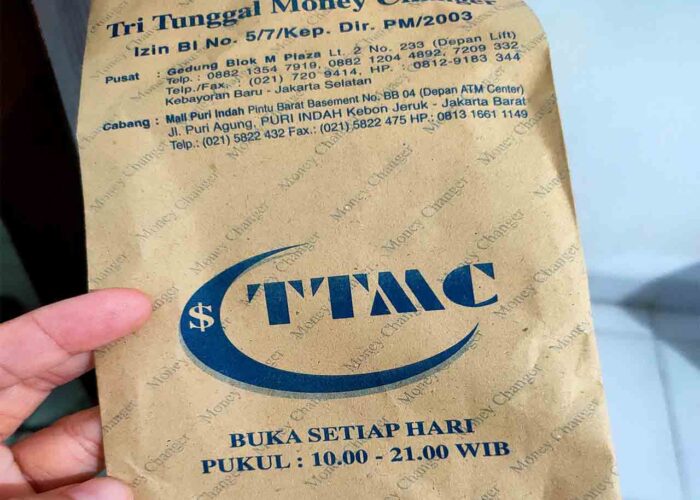 Tri Tunggal Money Changer
Izin BI No. 5/7/Kep. Dir. PM/2003
Pusat : Gedung Blok M Plaza Lt. 2 No. 233 (Depan Lift)
Telp.: 0882 1354 7919, 0882 1204 4892, 7209 332
Telp./Fax.: (021) 720 9414, HP. : 0812-9183 344
Kebayoran Baru - Jakarta Selatan
Cabang : Mall Puri Indah Pintu Barat Basement No. BB 04 (Depan ATM Center)
Jl. Puri Agung, PURI INDAH Kebon Jeruk - Jakarta Barat
Telp.: (021) 5822 432 Fax.: (021) 5822 475 HP.: 0813 1661 1149
$ TTMC
BUKA SETIAP HARI
PUKUL : 10.00 - 21.00 WIB
Money Changer